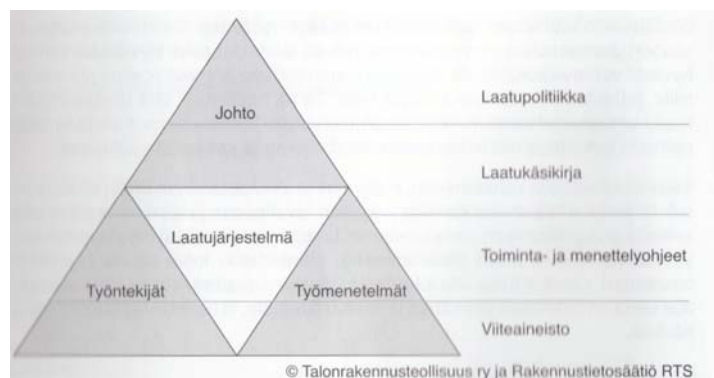 Johto
Laatupolitiikka
Laatukäsikirja
Laatujärjestelmä
Toiminta- ja menettelyohjeet
Työntekijät
Työmenetelmät
Viiteaineisto
© Talonrakennusteollisuus ry ja Rakennustietosäätiö RTS